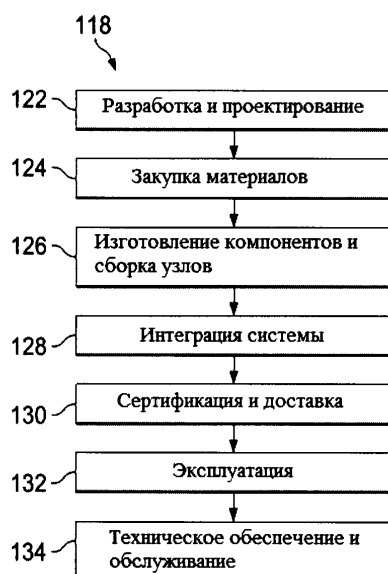 118
122
Разработка и проектирование
124
Закупка материалов
126
Изготовление компонентов и
сборка узлов
128
Интеграция системы
130
Сертификация и доставка
132
Эксплуатация
134
Техническое обеспечение и
обслуживание